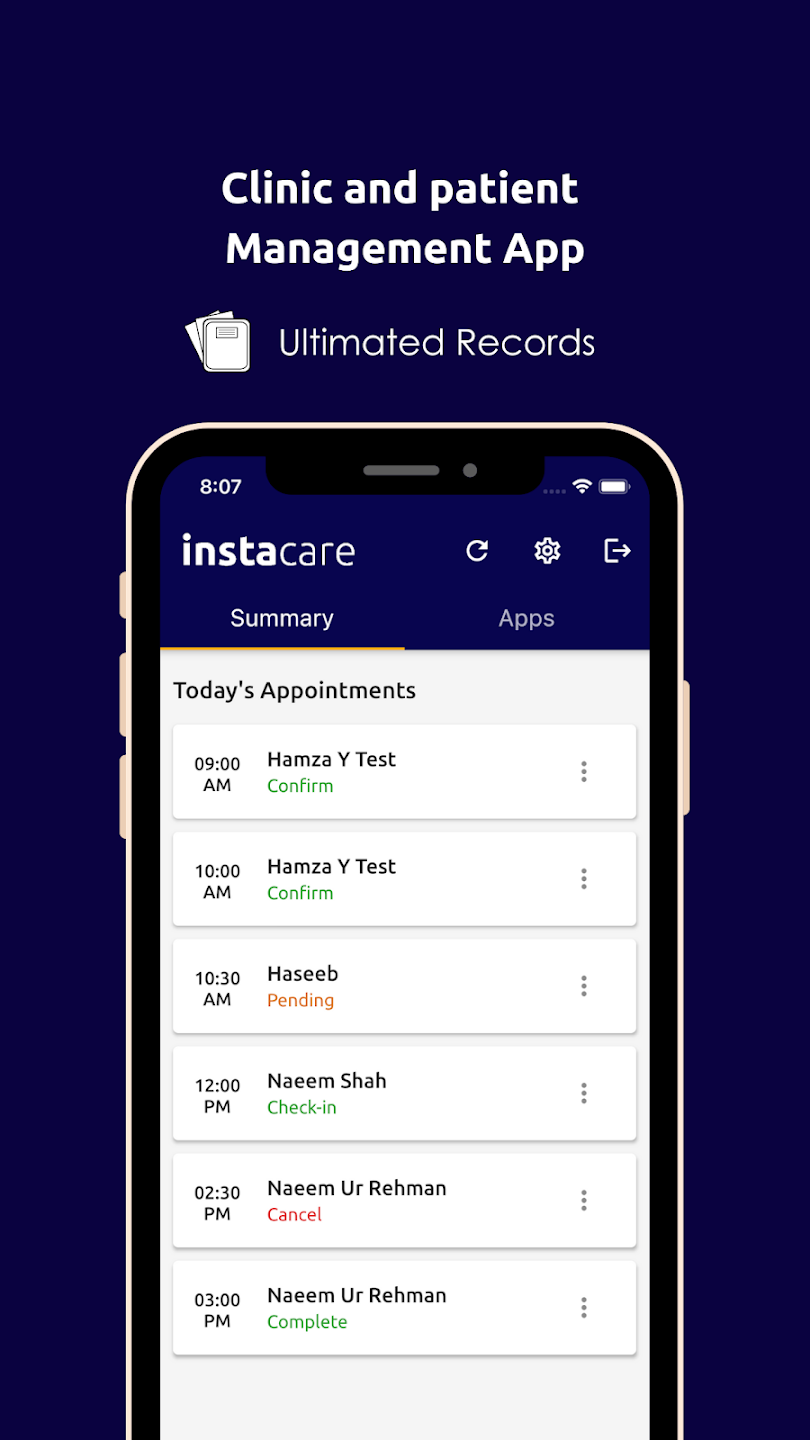 Clinic and patient
Management App
Ultimated Records
8:07
instacare
Summary
Apps
Today's Appointments
09:00
AM
Hamza Y Test
Confirm
10:00
AM
Hamza Y Test
Confirm
10:30
AM
Haseeb
Pending
12:00
PM
Naeem Shah
Check-in
02:30
PM
Naeem Ur Rehman
Cancel
03:00
PM
Naeem Ur Rehman
Complete